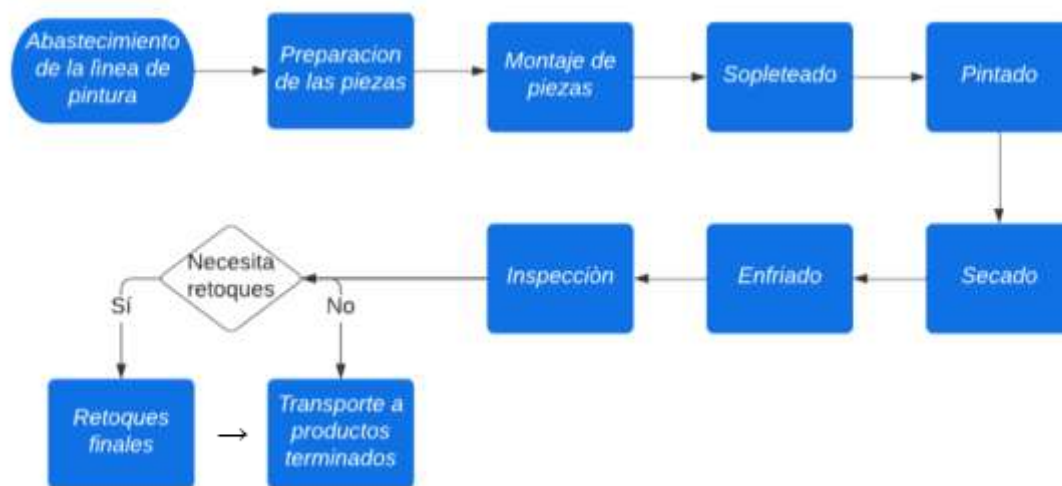 Abastecimiento
de la lìnea de
pintura
Preparacion
de las piezas
Montaje de
piezas
Sopleteado
Pintado
Necesita
retoques
Inspecciòn
Enfriado
Secado
Sí
No
Retoques
finales
Transporte a
productos
terminados